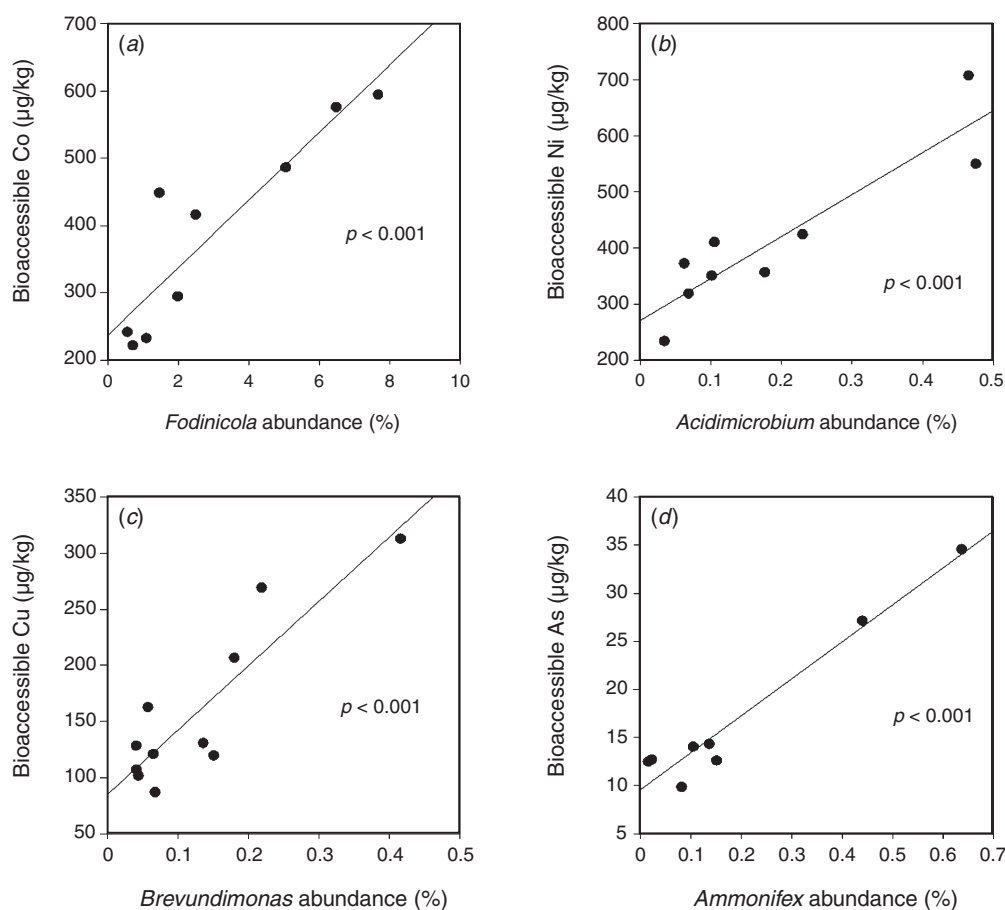 (a)
700
600
500
400
300
200
Bioaccessible Co (µg/kg)
p < 0.001
0 2 4 6 8 10
Fodinicola abundance (%)
(b)
800
700
600
500
400
300
200
Bioaccessible Ni (µg/kg)
p < 0.001
0 0.1 0.2 0.3 0.4 0.5
Acidimicrobium abundance (%)
(c)
350
300
250
200
150
100
50
Bioaccessible Cu (µg/kg)
p < 0.001
0 0.1 0.2 0.3 0.4 0.5
Brevundimonas abundance (%)
(d)
40
35
30
25
20
15
10
5
Bioaccessible As (µg/kg)
p < 0.001
0 0.1 0.2 0.3 0.4 0.5 0.6 0.7
Ammonifex abundance (%)